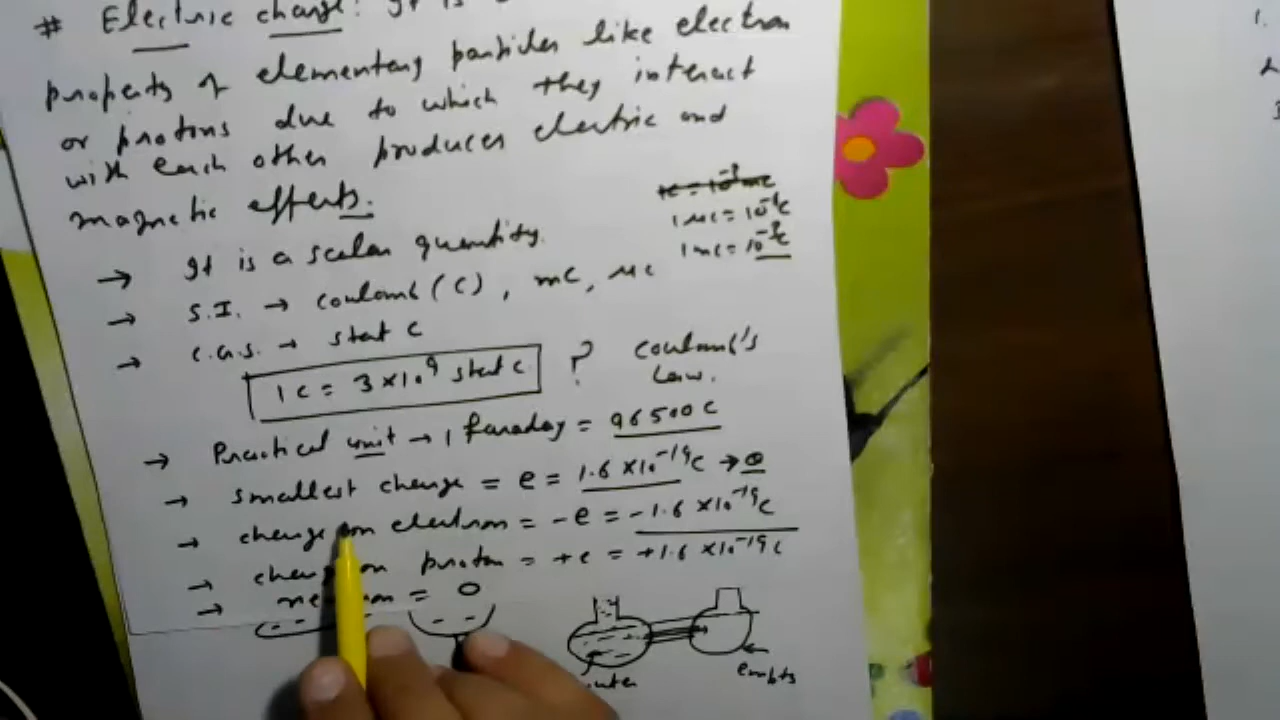 # Electric charge: It is
property of elementary particles like electron
or protons due to which they interact
with each other produces electric and
magnetic effects.
1μc = 10⁻⁶c
1mc = 10⁻³c
→ It is a scalar quantity.
→ S.I. → coulomb (C), mC, μC
→ C.G.S. → stat C
1 C = 3×10⁹ stat C ? Coulomb's
Law.
→ Practical unit → 1 faraday = 96500 C
→ smallest charge = e = 1.6 ×10⁻¹⁹C →
→ charge on electron = -e = -1.6 ×10⁻¹⁹C
→ on proton = +e = +1.6 ×10⁻¹⁹C
→ = 0
empty
1.